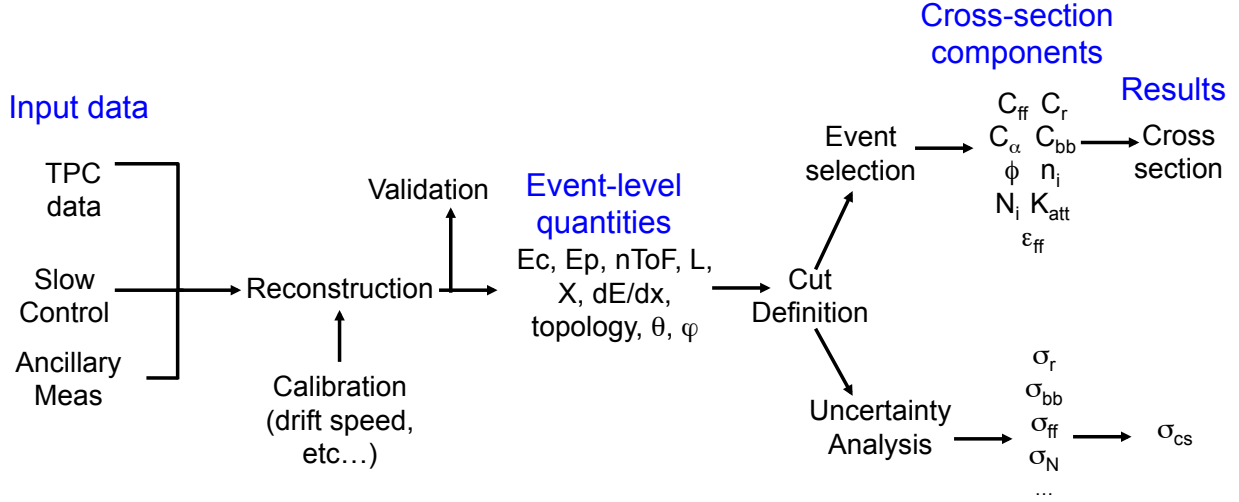 Input data
TPC
data
Slow
Control
Ancillary
Meas
Reconstruction
Calibration
(drift speed,
etc…)
Validation
Event-level
quantities
Ec, Ep, nToF, L,
X, dE/dx,
topology, θ, φ
Cut
Definition
Event
selection
Uncertainty
Analysis
Cross-section
components
C_ff C_r
C_α C_bb
ϕ n_i
N_i K_att
ε_ff
Results
Cross
section
σ_r
σ_bb
σ_ff
σ_N
...
σ_cs